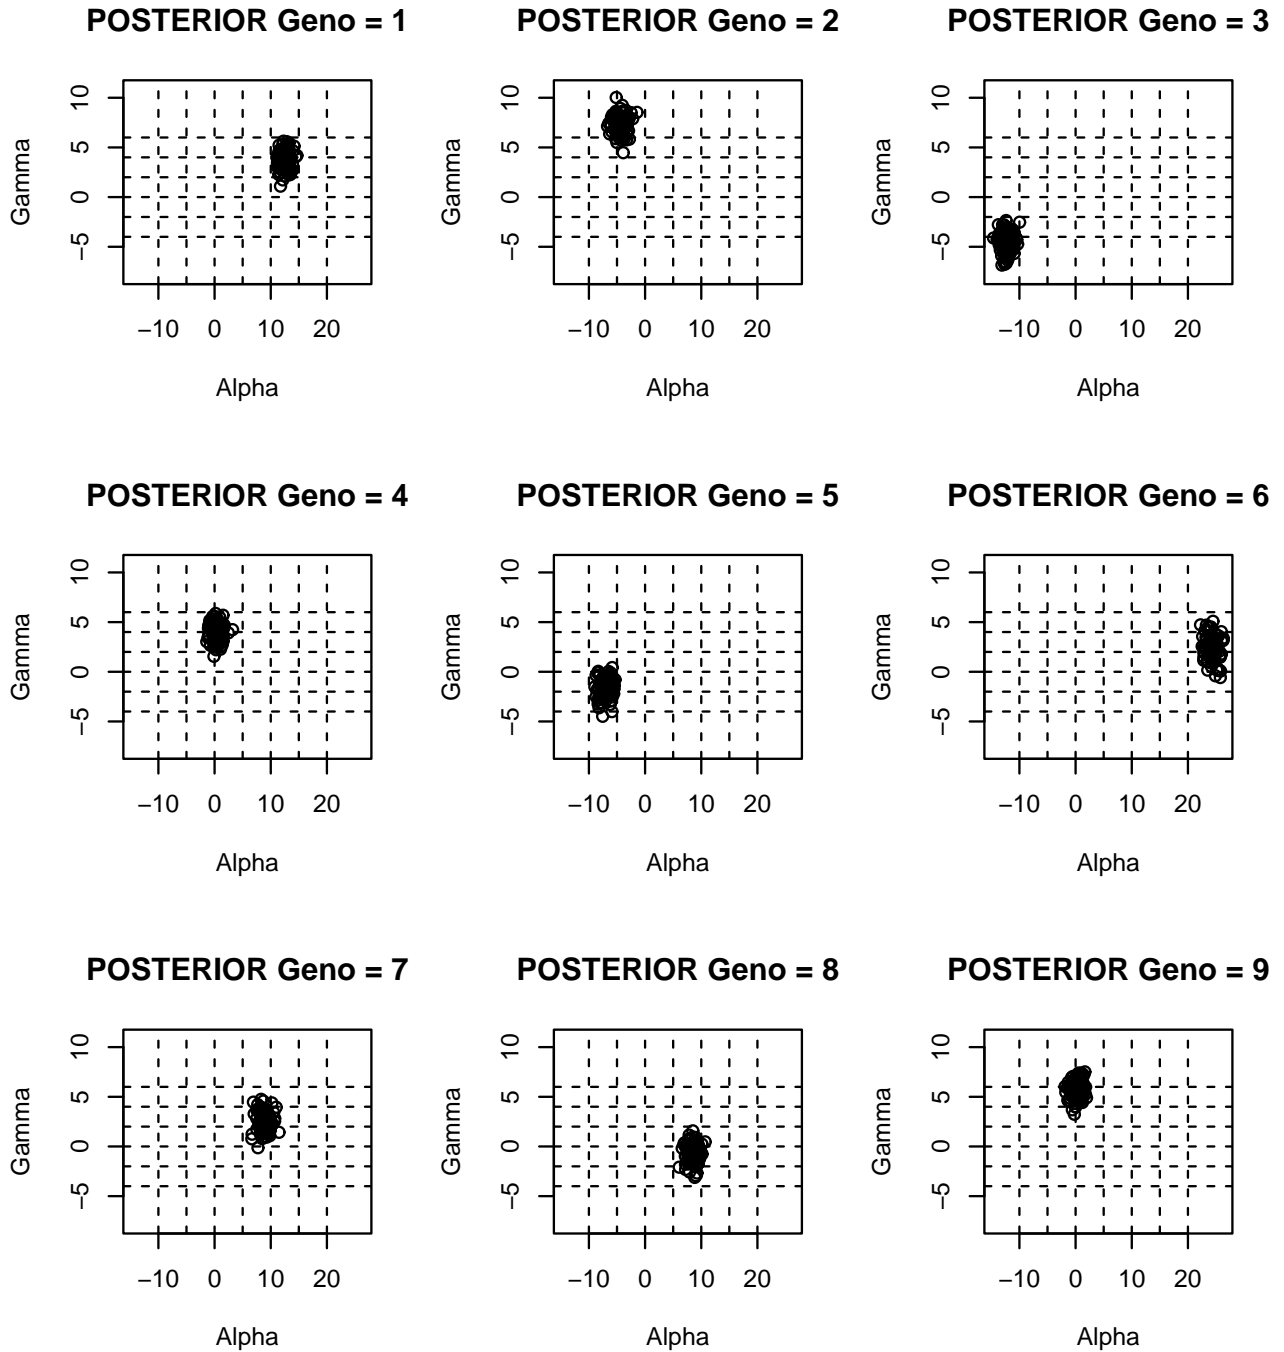 POSTERIOR Geno = 1
POSTERIOR Geno = 2
POSTERIOR Geno = 3
10
5
0
−5
Gamma
−10 0 10 20
Alpha
10
5
0
−5
Gamma
−10 0 10 20
Alpha
10
5
0
−5
Gamma
−10 0 10 20
Alpha
POSTERIOR Geno = 4
POSTERIOR Geno = 5
POSTERIOR Geno = 6
10
5
0
−5
Gamma
−10 0 10 20
Alpha
10
5
0
−5
Gamma
−10 0 10 20
Alpha
10
5
0
−5
Gamma
−10 0 10 20
Alpha
POSTERIOR Geno = 7
POSTERIOR Geno = 8
POSTERIOR Geno = 9
10
5
0
−5
Gamma
−10 0 10 20
Alpha
10
5
0
−5
Gamma
−10 0 10 20
Alpha
10
5
0
−5
Gamma
−10 0 10 20
Alpha